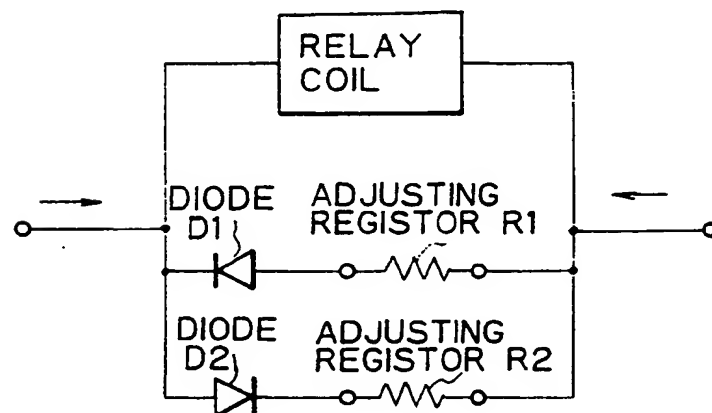 RELAY
COIL
DIODE
D1
ADJUSTING
REGISTOR R1
DIODE
D2
ADJUSTING
REGISTOR R2